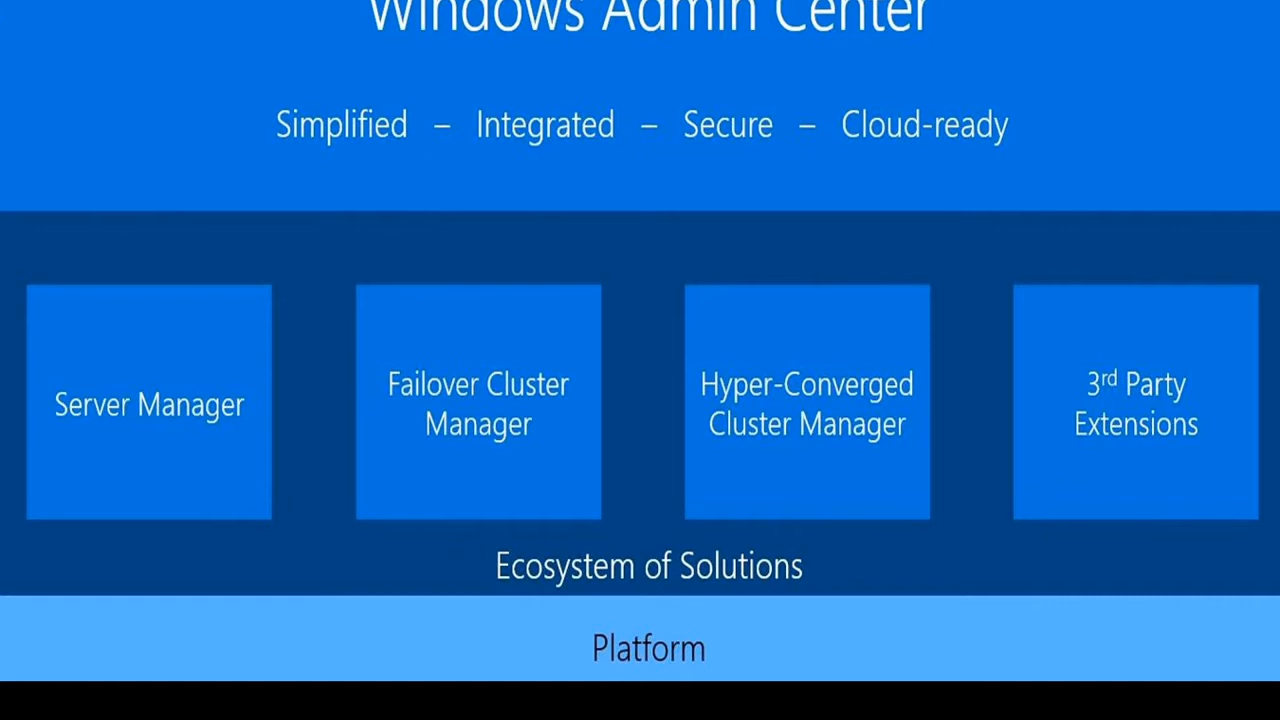 Windows Admin Center
Simplified – Integrated – Secure – Cloud-ready
Server Manager
Failover Cluster
Manager
Hyper-Converged
Cluster Manager
3rd Party
Extensions
Ecosystem of Solutions
Platform